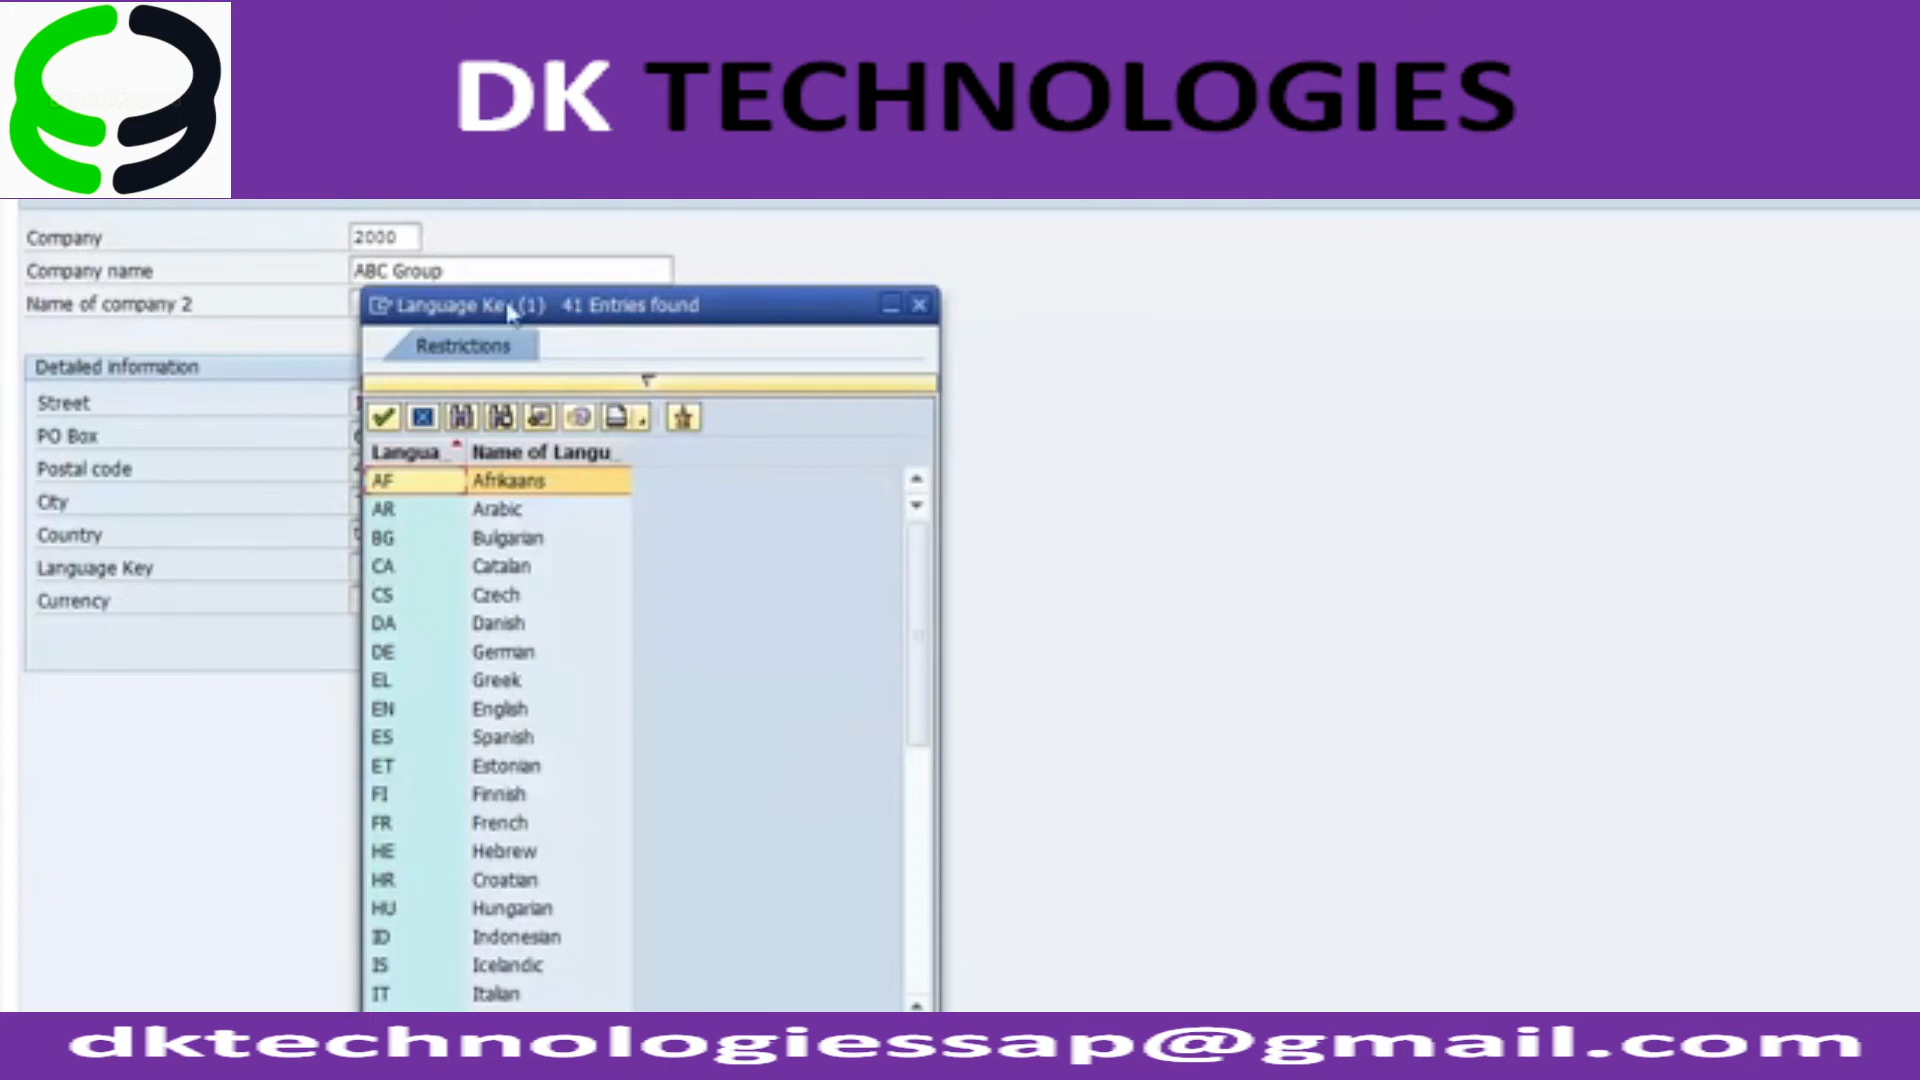 DK TECHNOLOGIES
Company 2000
Company name ABC Group
Name of company 2
Language Key (1) 41 Entries found
Restrictions
Detailed information
Street
PO Box
Postal code
City
Country
Language Key
Currency
Langua Name of Langu
AF Afrikaans
AR Arabic
BG Bulgarian
CA Catalan
CS Czech
DA Danish
DE German
EL Greek
EN English
ES Spanish
ET Estonian
FI Finnish
FR French
HE Hebrew
HR Croatian
HU Hungarian
ID Indonesian
IS Icelandic
IT Italian
dktechnologiessap@gmail.com